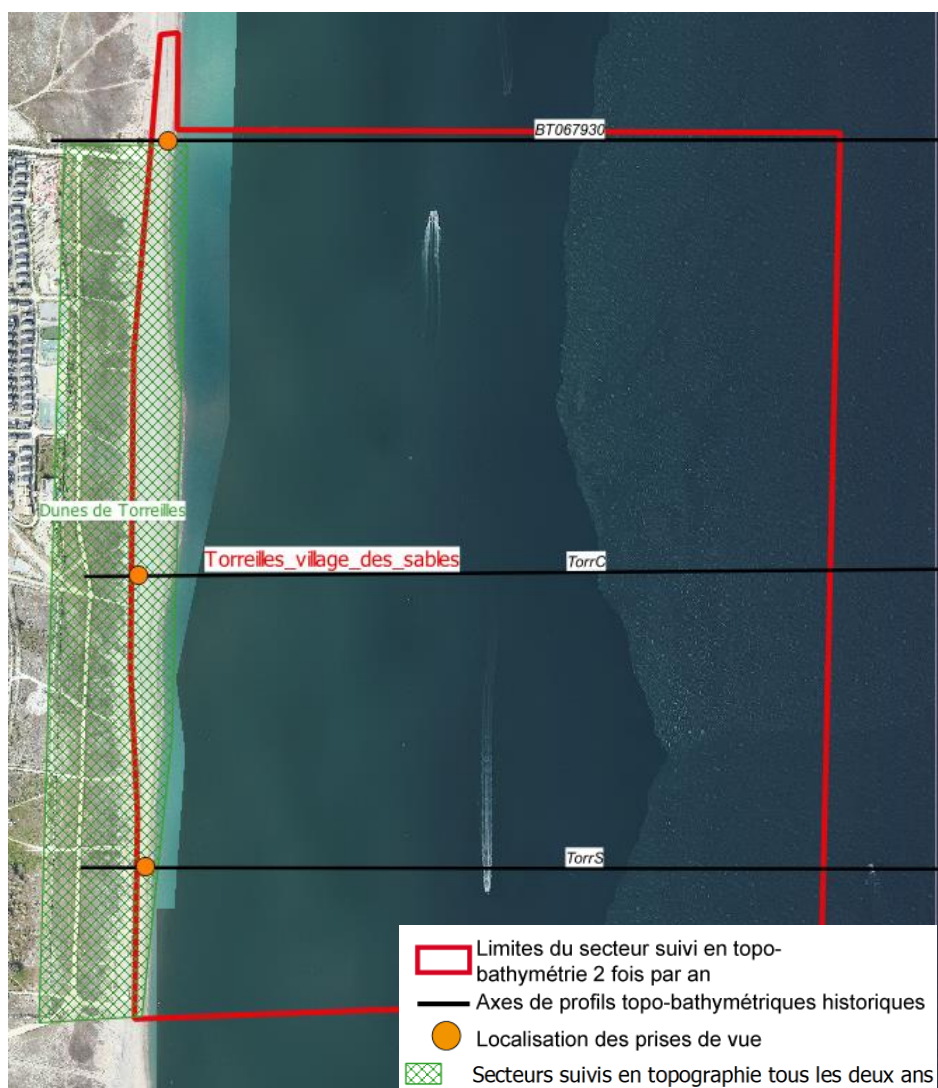 BT067930
Dunes de Torreilles
Torreilles_village_des_sables
TorrC
TorrS
Limites du secteur suivi en topo-
bathymétrie 2 fois par an
Axes de profils topo-bathymétriques historiques
Localisation des prises de vue
Secteurs suivis en topographie tous les deux ans